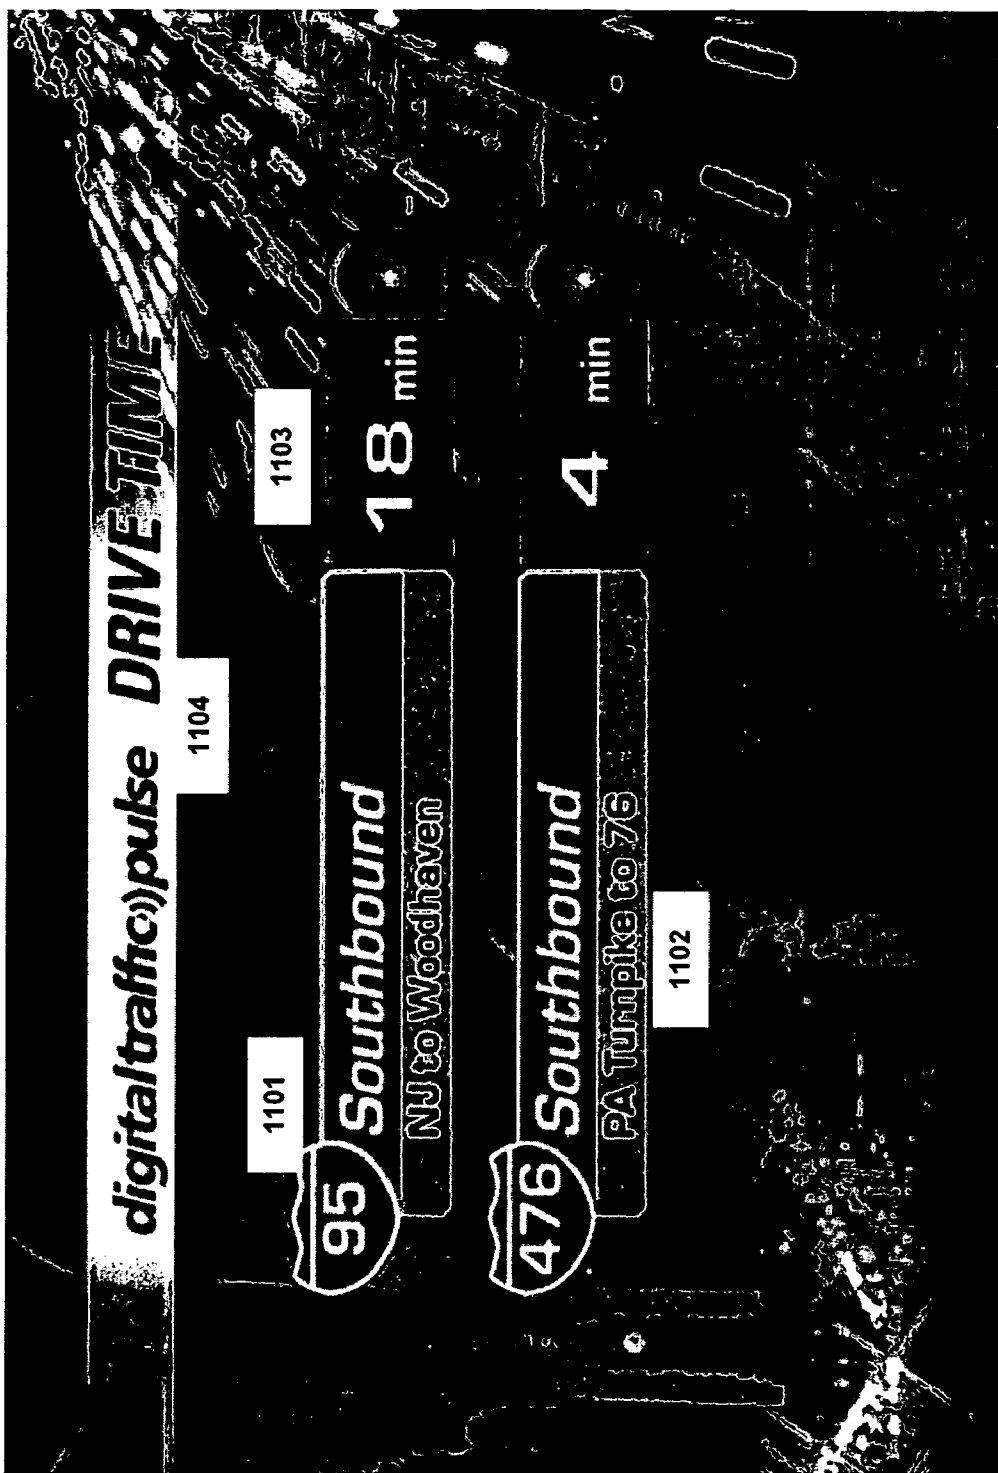 digitaltraffic))pulse DRIVE TIME
1104
1101
1103
95 Southbound 18 min
NJ to Woodhaven
476 Southbound 4 min
PA Turnpike to 76
1102